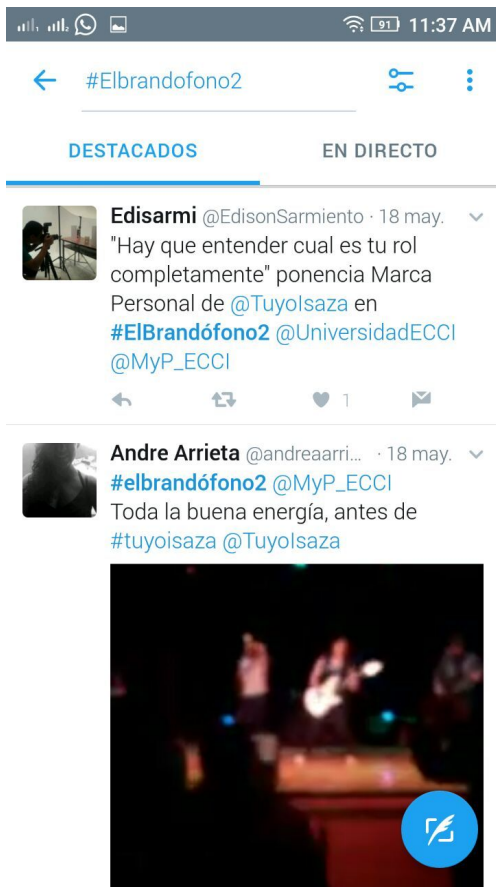 91 11:37 AM
#Elbrandofono2
DESTACADOS EN DIRECTO
Edisarmi @EdisonSarmiento · 18 may.
"Hay que entender cual es tu rol
completamente" ponencia Marca
Personal de @TuyoIsaza en
#ElBrandófono2 @UniversidadECCI
@MyP_ECCI
1
Andre Arrieta @andreaarri... · 18 may.
#elbrandófono2 @MyP_ECCI
Toda la buena energía, antes de
#tuyoisaza @TuyoIsaza